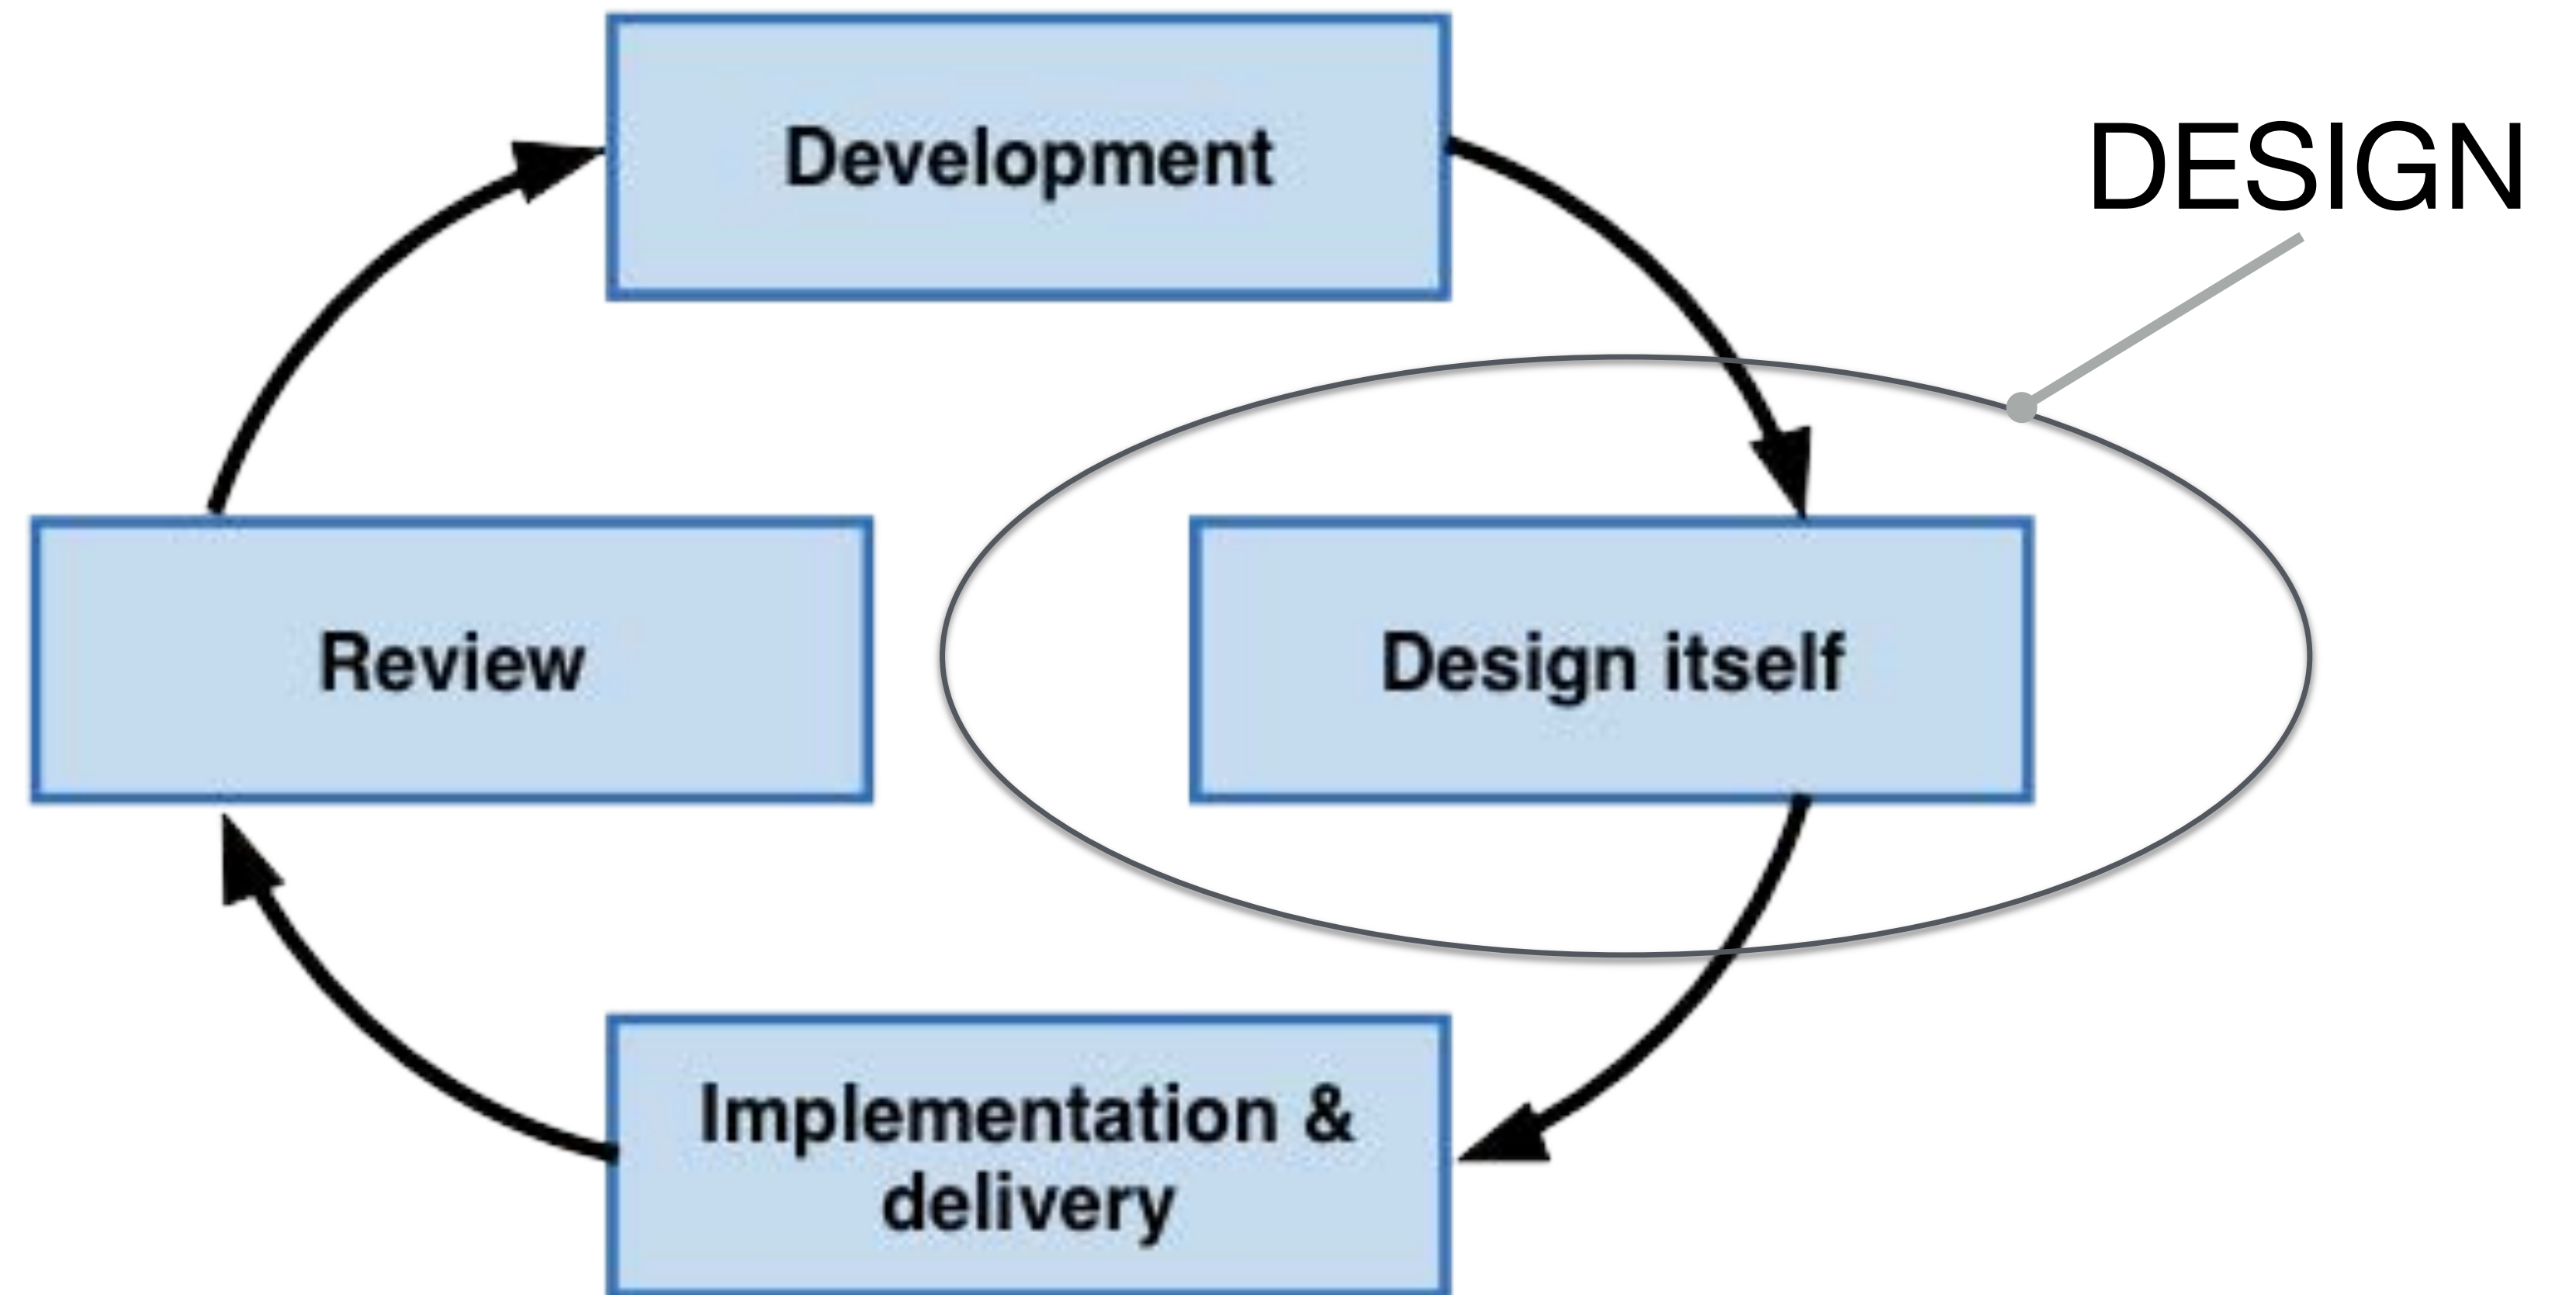 Development
DESIGN
Review
Design itself
Implementation &
delivery